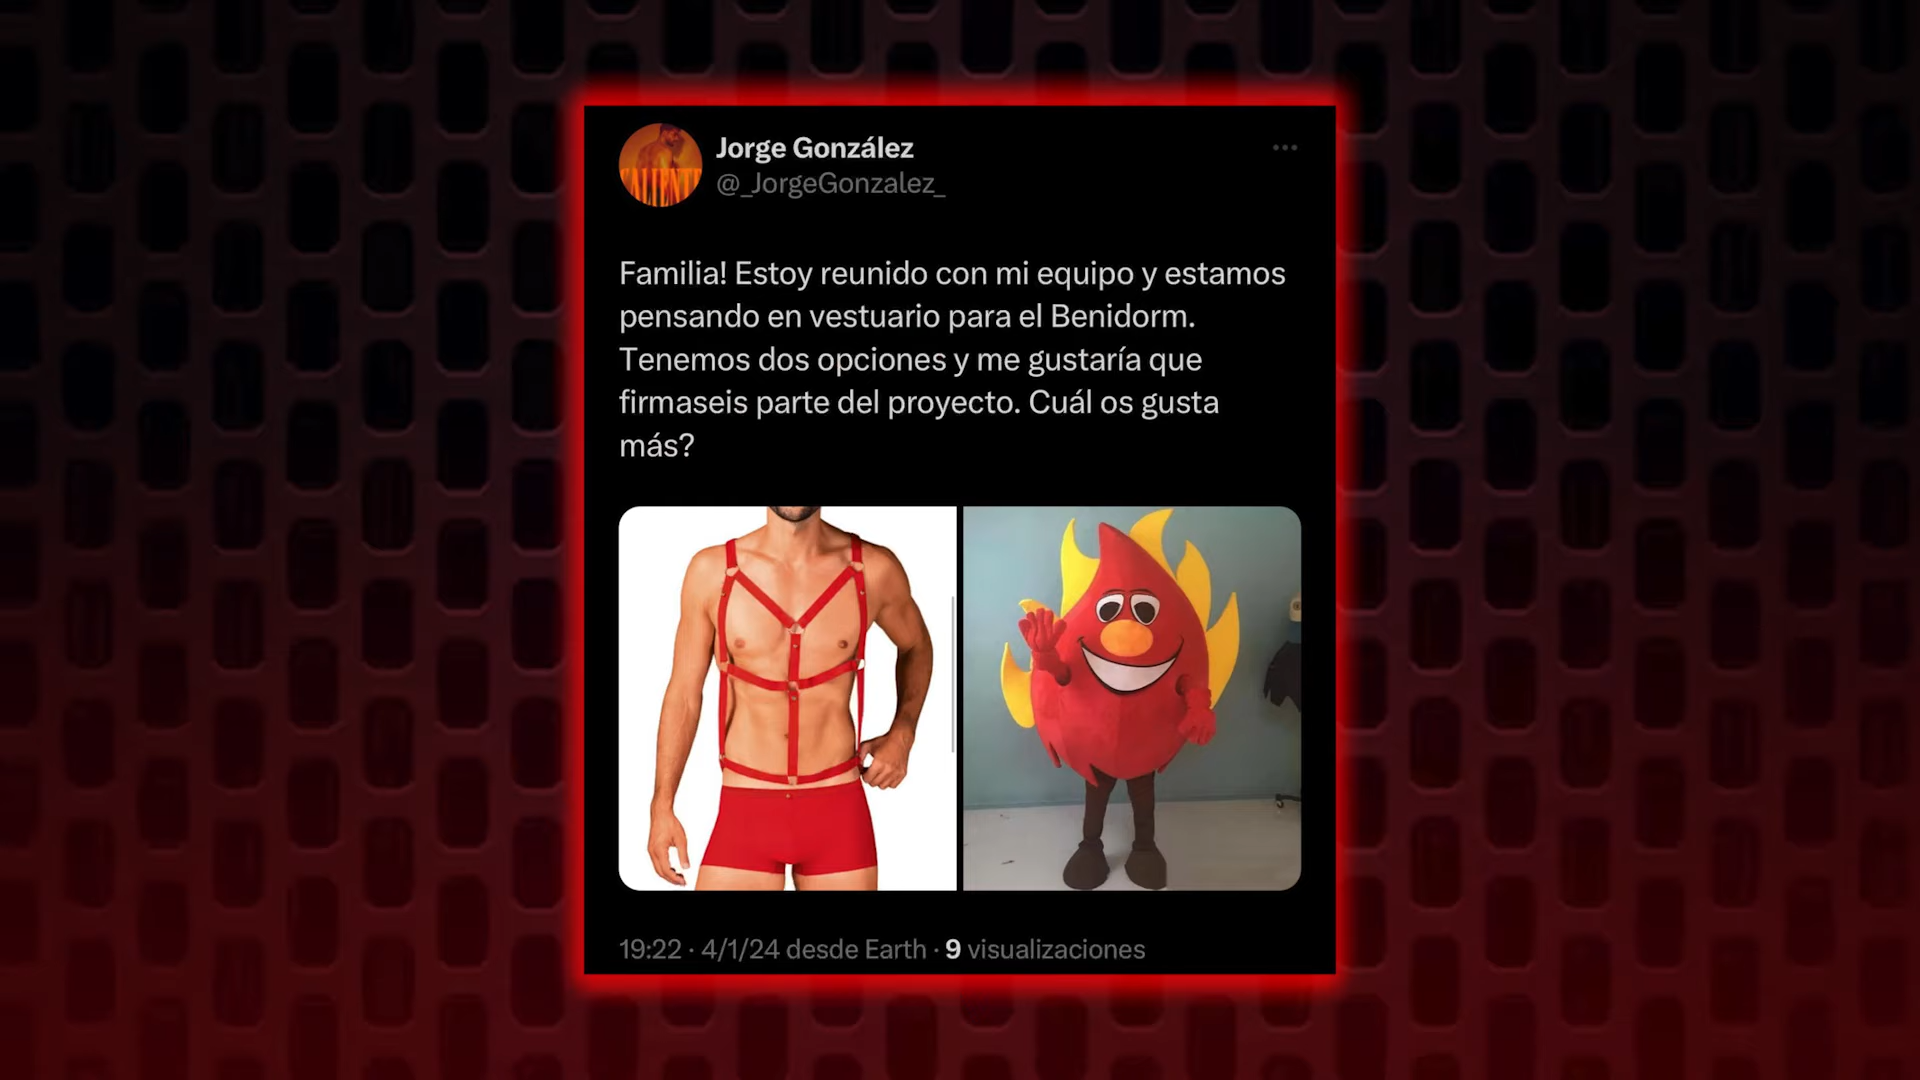 Jorge González
@_JorgeGonzalez_
Familia! Estoy reunido con mi equipo y estamos
pensando en vestuario para el Benidorm.
Tenemos dos opciones y me gustaría que
firmaseis parte del proyecto. Cuál os gusta
más?
19:22 · 4/1/24 desde Earth · 9 visualizaciones